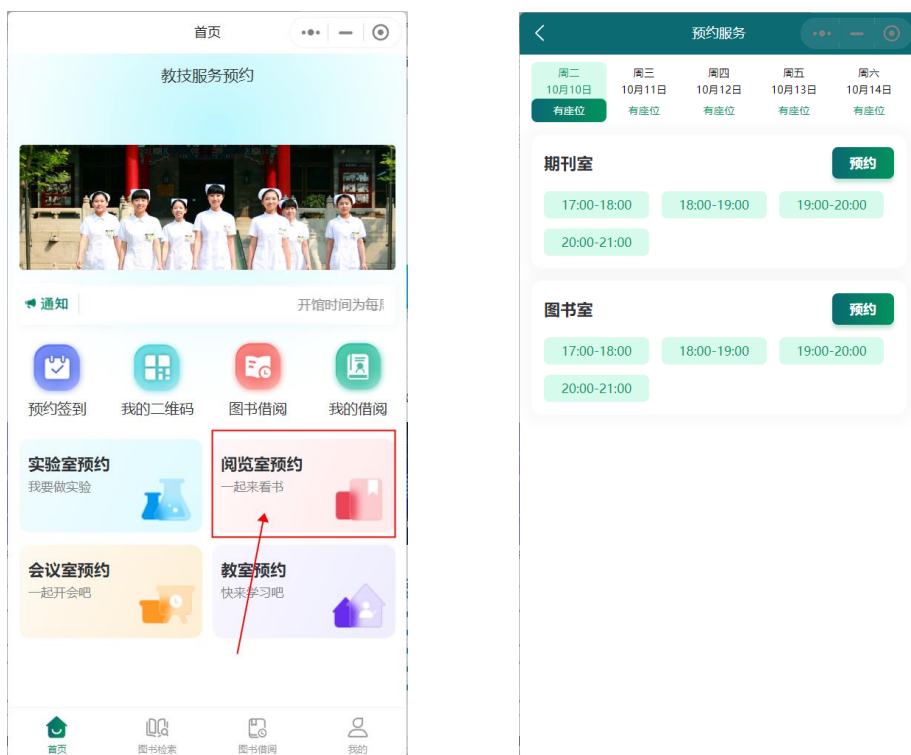 首页
教技服务预约
通知
开馆时间为每周
预约签到
我的二维码
图书借阅
我的借阅
实验室预约
我要做实验
阅览室预约
一起来看书
会议室预约
一起开会吧
教室预约
快来学习吧
首页
图书检索
图书借阅
我的
预约服务
周二
周三
周四
周五
周六
10月10日
10月11日
10月12日
10月13日
10月14日
有座位
有座位
有座位
有座位
有座位
期刊室
预约
17:00-18:00
18:00-19:00
19:00-20:00
20:00-21:00
图书室
预约
17:00-18:00
18:00-19:00
19:00-20:00
20:00-21:00